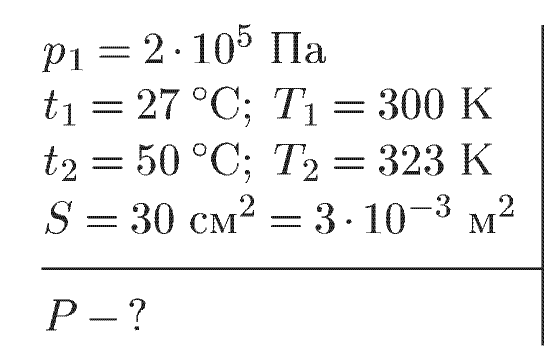 p₁ = 2 · 10⁵ Па
t₁ = 27 °C; T₁ = 300 К
t₂ = 50 °C; T₂ = 323 К
S = 30 см² = 3 · 10⁻³ м²
P − ?